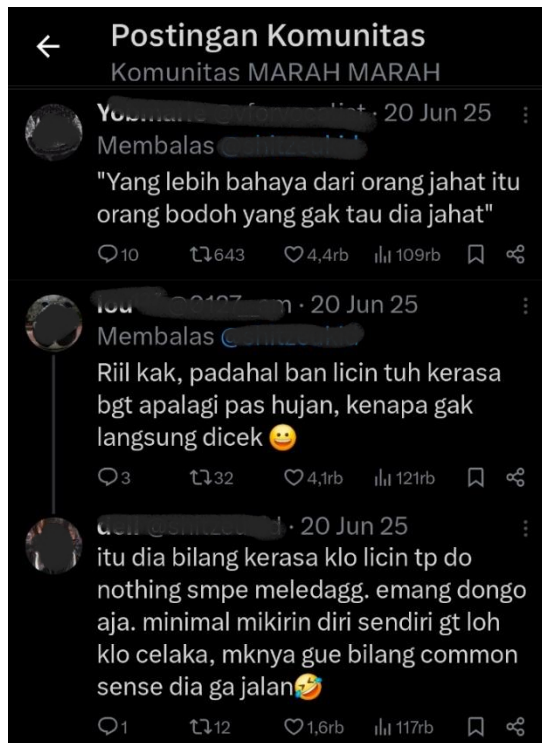 Postingan Komunitas
Komunitas MARAH MARAH
· 20 Jun 25
Membalas
"Yang lebih bahaya dari orang jahat itu
orang bodoh yang gak tau dia jahat"
10 643 4,4rb 109rb
· 20 Jun 25
Membalas
Riil kak, padahal ban licin tuh kerasa
bgt apalagi pas hujan, kenapa gak
langsung dicek 😀
3 32 4,1rb 121rb
· 20 Jun 25
itu dia bilang kerasa klo licin tp do
nothing smpe meledagg. emang dongo
aja. minimal mikirin diri sendiri gt loh
klo celaka, mknya gue bilang common
sense dia ga jalan🤣
1 12 1,6rb 117rb